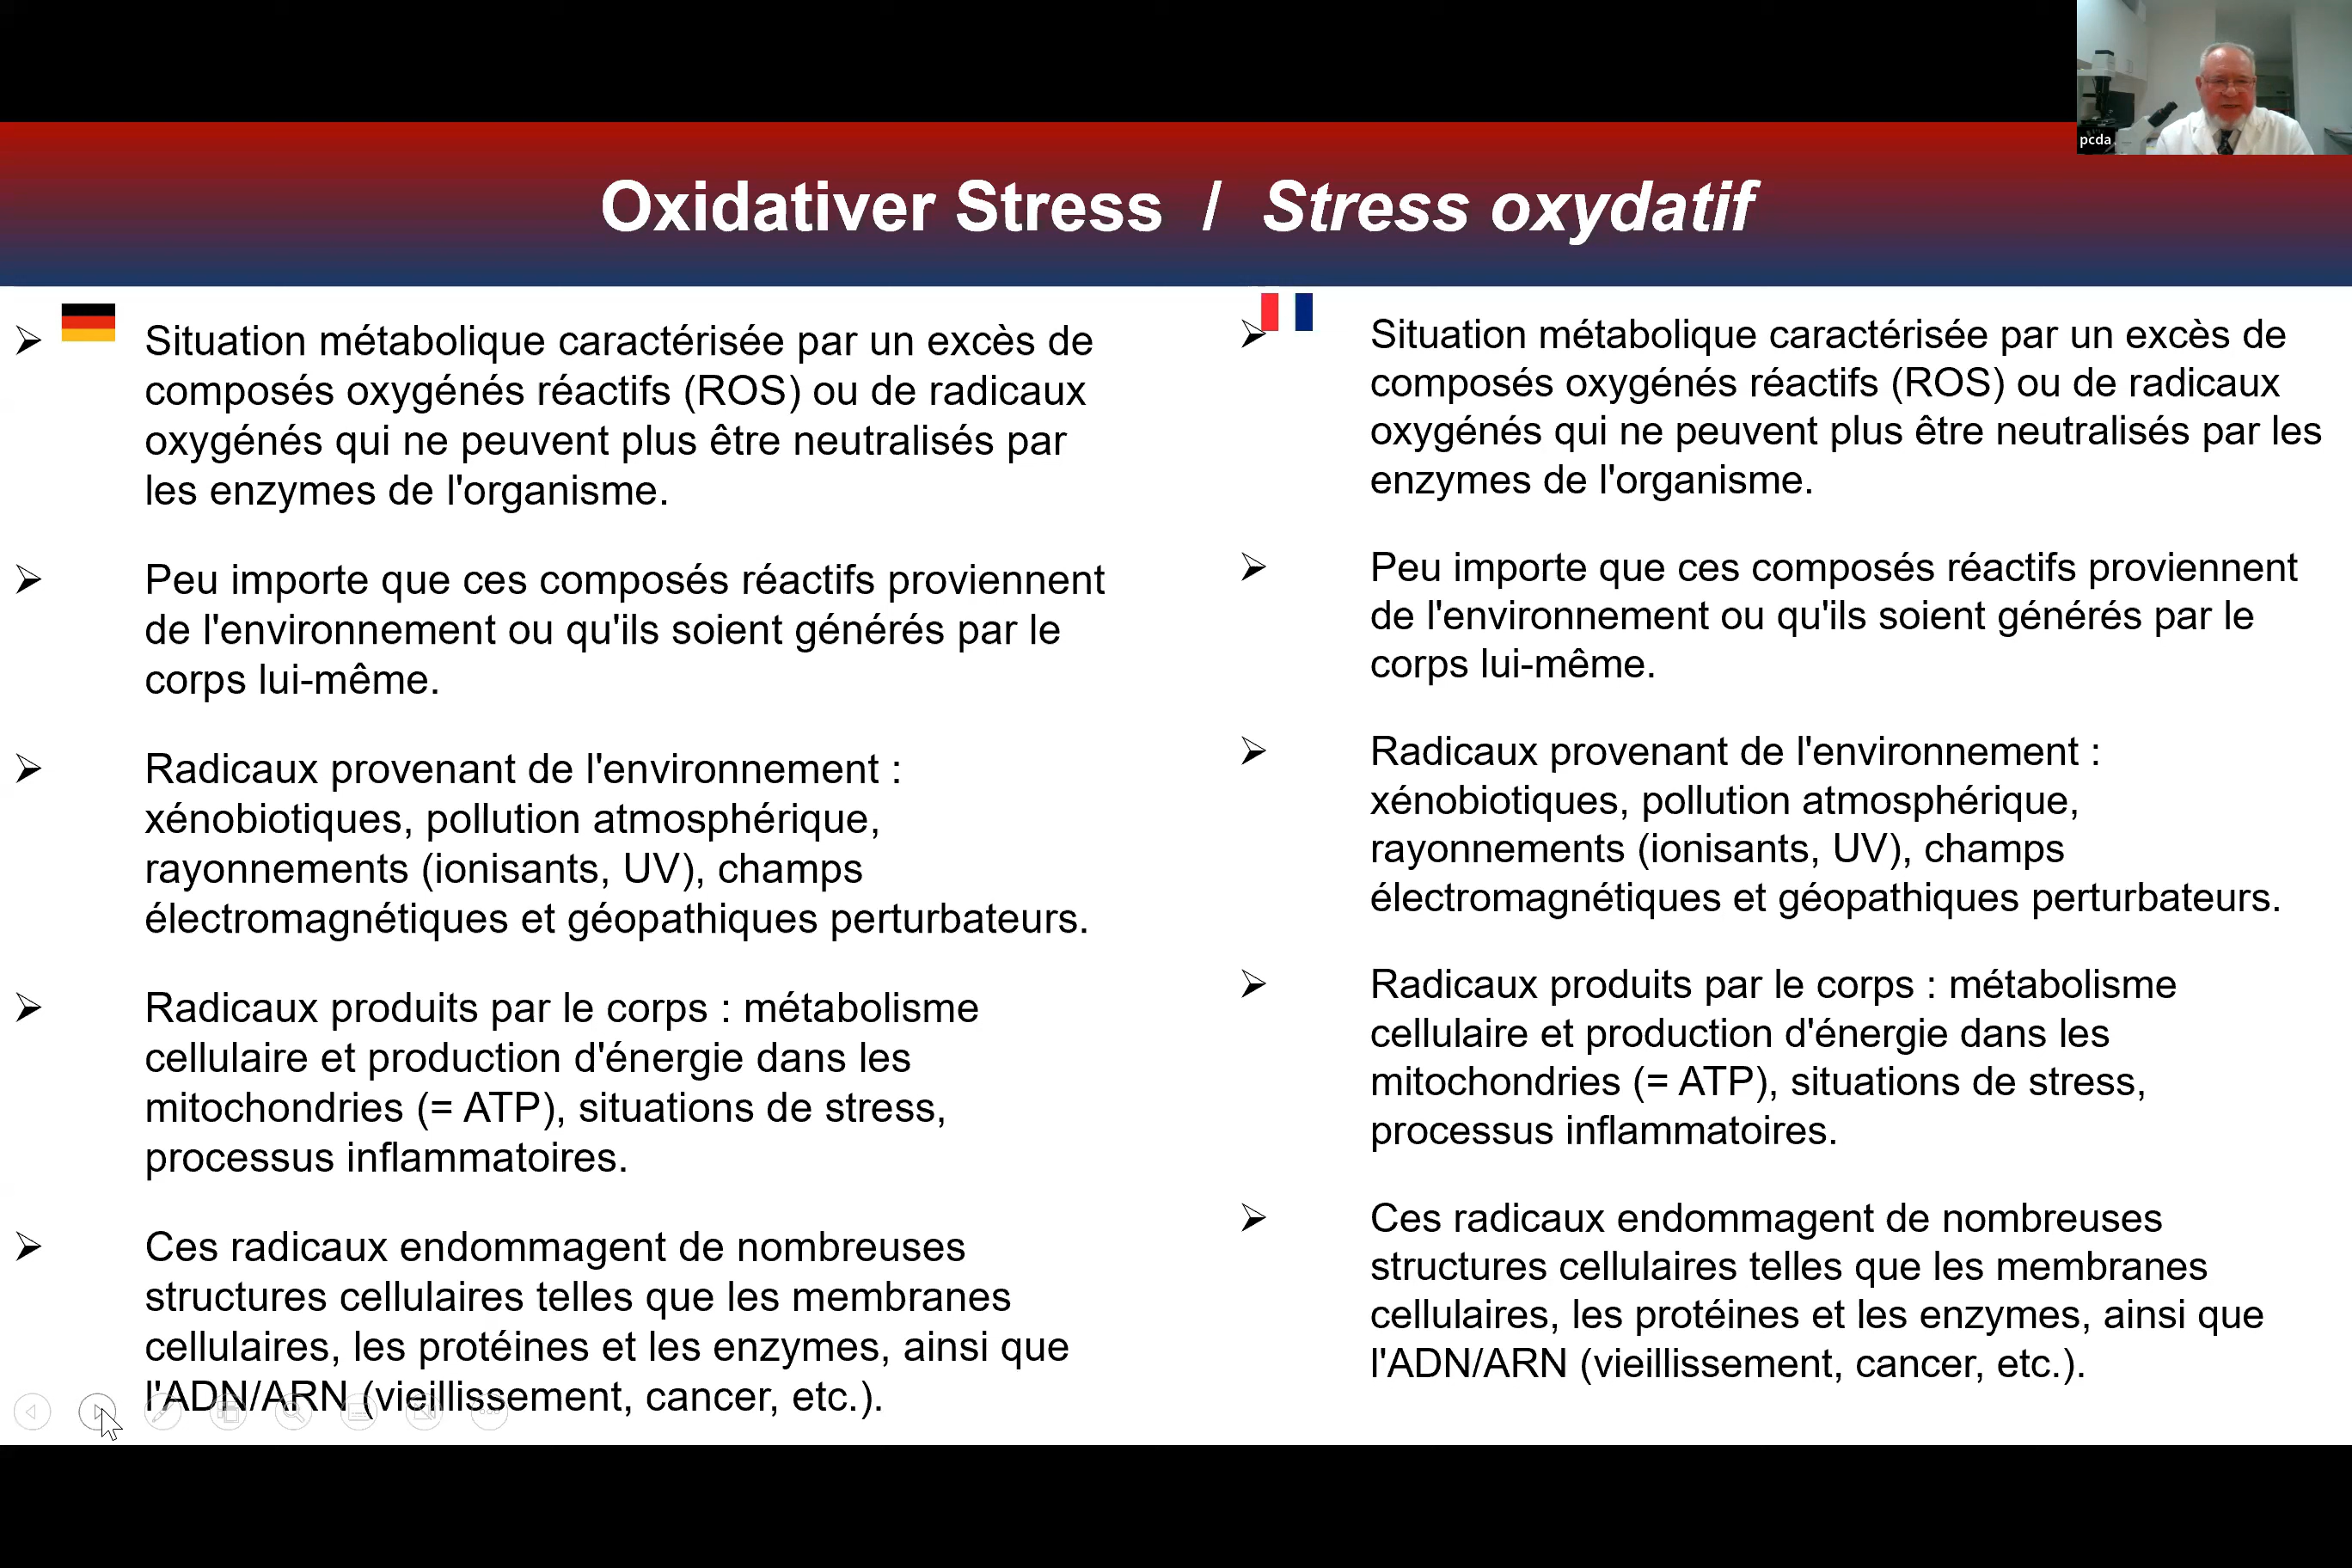 pcda
Oxidativer Stress / Stress oxydatif
Situation métabolique caractérisée par un excès de
composés oxygénés réactifs (ROS) ou de radicaux
oxygénés qui ne peuvent plus être neutralisés par
les enzymes de l'organisme.
Peu importe que ces composés réactifs proviennent
de l'environnement ou qu'ils soient générés par le
corps lui-même.
Radicaux provenant de l'environnement :
xénobiotiques, pollution atmosphérique,
rayonnements (ionisants, UV), champs
électromagnétiques et géopathiques perturbateurs.
Radicaux produits par le corps : métabolisme
cellulaire et production d'énergie dans les
mitochondries (= ATP), situations de stress,
processus inflammatoires.
Ces radicaux endommagent de nombreuses
structures cellulaires telles que les membranes
cellulaires, les protéines et les enzymes, ainsi que
l'ADN/ARN (vieillissement, cancer, etc.).
Situation métabolique caractérisée par un excès de
composés oxygénés réactifs (ROS) ou de radicaux
oxygénés qui ne peuvent plus être neutralisés par les
enzymes de l'organisme.
Peu importe que ces composés réactifs proviennent
de l'environnement ou qu'ils soient générés par le
corps lui-même.
Radicaux provenant de l'environnement :
xénobiotiques, pollution atmosphérique,
rayonnements (ionisants, UV), champs
électromagnétiques et géopathiques perturbateurs.
Radicaux produits par le corps : métabolisme
cellulaire et production d'énergie dans les
mitochondries (= ATP), situations de stress,
processus inflammatoires.
Ces radicaux endommagent de nombreuses
structures cellulaires telles que les membranes
cellulaires, les protéines et les enzymes, ainsi que
l'ADN/ARN (vieillissement, cancer, etc.).